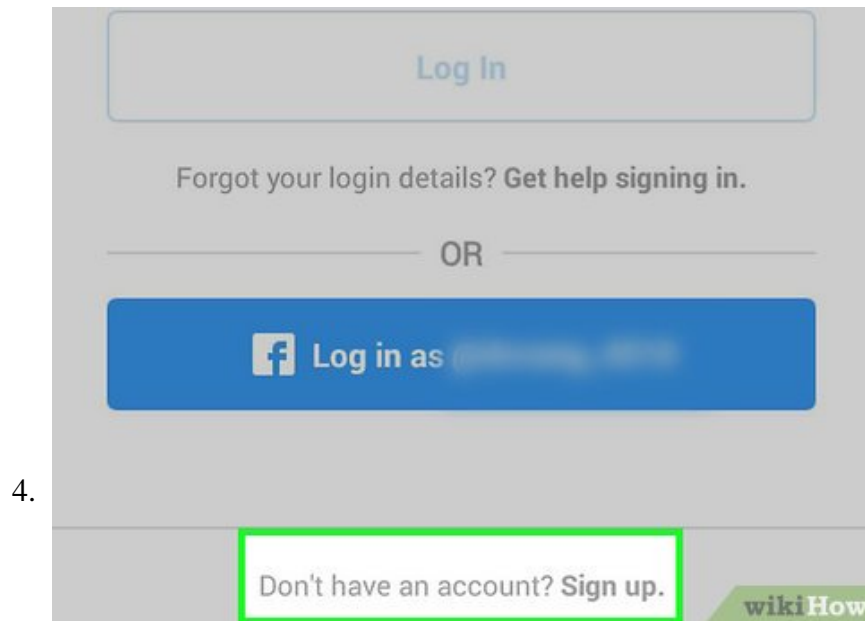 Log In
Forgot your login details? Get help signing in.
OR
Log in as
4.
Don't have an account? Sign up.
wikiHow